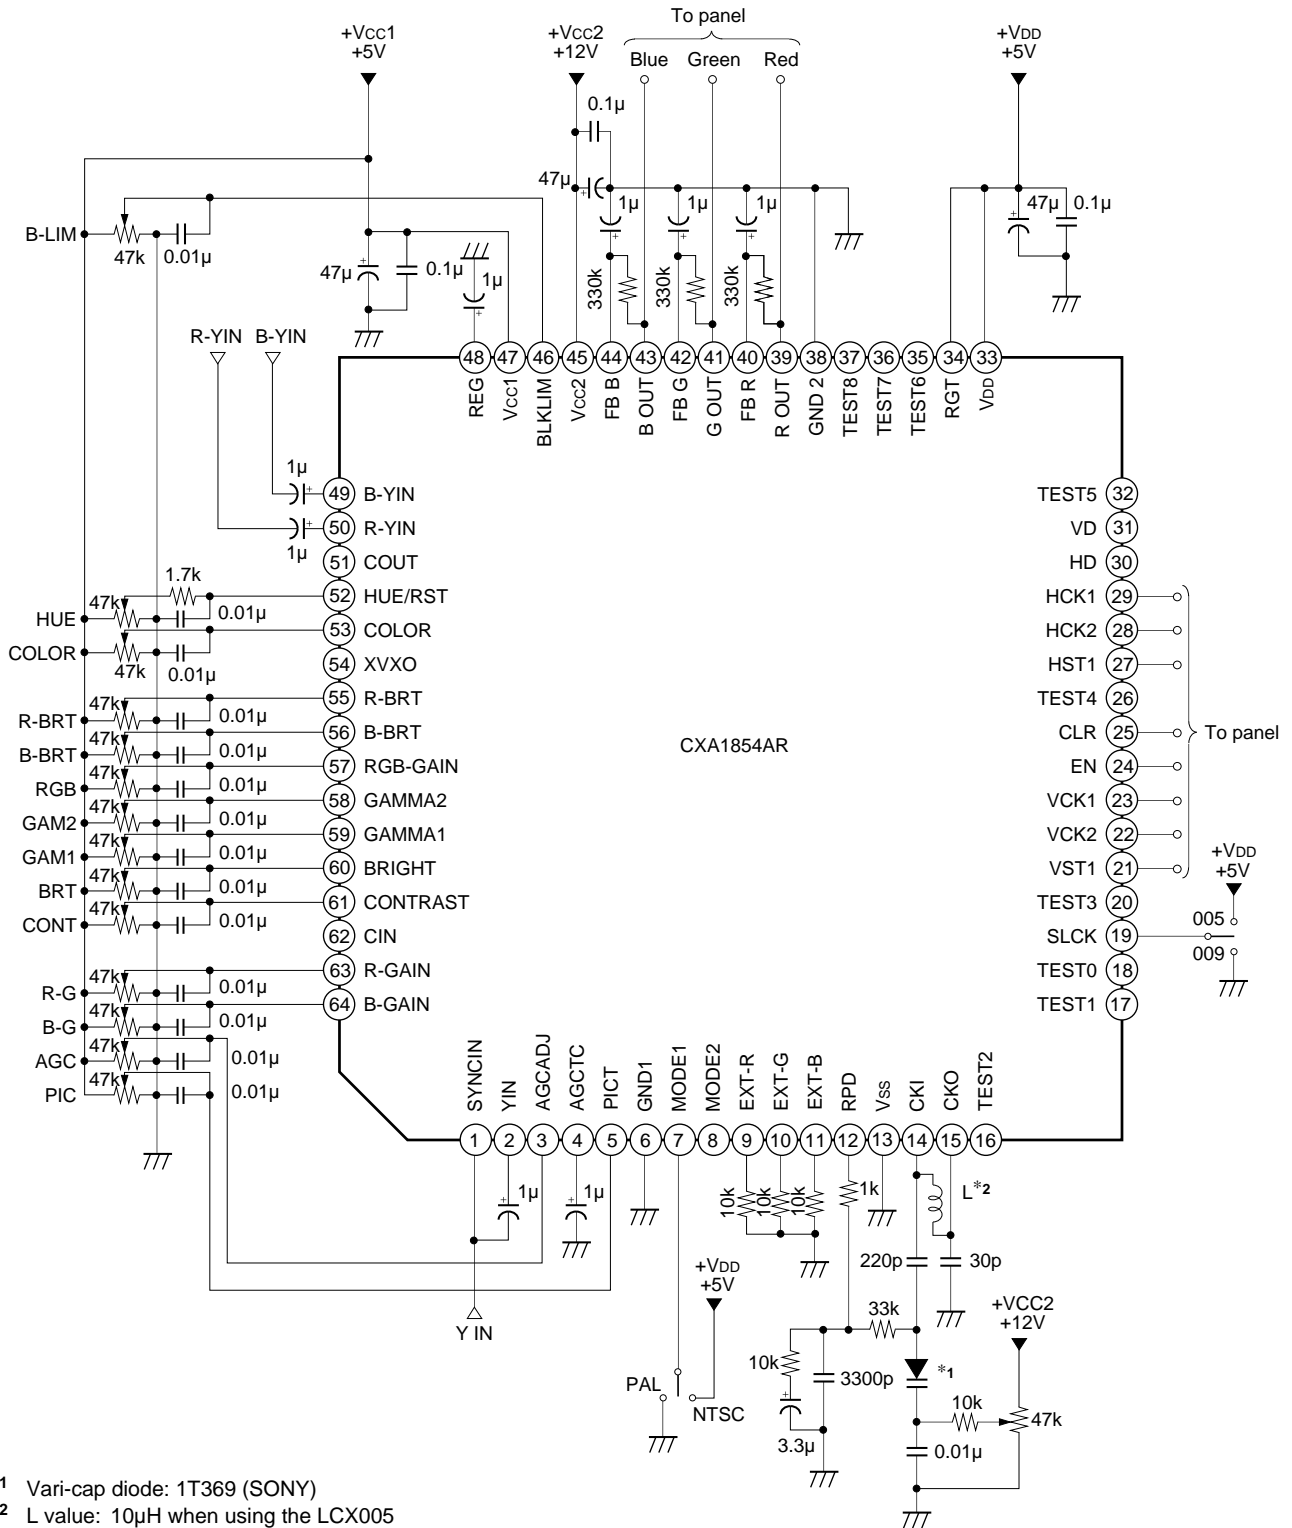 To panel
+VCC1
+5V
+VCC2
+12V
Blue Green Red
+VDD
+5V
0.1μ
47μ 1μ 1μ 1μ
47μ 0.1μ
B-LIM 47k 0.01μ
47μ 0.1μ 1μ
330k 330k 330k
R-YIN B-YIN
48 47 46 45 44 43 42 41 40 39 38 37 36 35 34 33
REG VCC1 BLKLIM VCC2 FB B B OUT FB G G OUT FB R R OUT GND 2 TEST8 TEST7 TEST6 RGT VDD
1μ
49 B-YIN
50 R-YIN
1μ
51 COUT
1.7k
52 HUE/RST
HUE 47k 0.01μ
53 COLOR
COLOR 47k 0.01μ
54 XVXO
55 R-BRT
R-BRT 47k 0.01μ
56 B-BRT
B-BRT 47k 0.01μ
57 RGB-GAIN
RGB 47k 0.01μ
58 GAMMA2
GAM2 47k 0.01μ
59 GAMMA1
GAM1 47k 0.01μ
60 BRIGHT
BRT 47k 0.01μ
61 CONTRAST
CONT 47k 0.01μ
62 CIN
63 R-GAIN
R-G 47k 0.01μ
64 B-GAIN
B-G 47k 0.01μ
AGC 47k 0.01μ
PIC 47k 0.01μ
CXA1854AR
TEST5 32
VD 31
HD 30
HCK1 29
HCK2 28
HST1 27
TEST4 26
CLR 25
To panel
EN 24
VCK1 23
VCK2 22
VST1 21
+VDD
+5V
TEST3 20
005
SLCK 19
009
TEST0 18
TEST1 17
SYNCIN YIN AGCADJ AGCTC PICT GND1 MODE1 MODE2 EXT-R EXT-G EXT-B RPD VSS CKI CKO TEST2
1 2 3 4 5 6 7 8 9 10 11 12 13 14 15 16
1μ 1μ 10k 10k 10k 1k L*2
220p 30p
+VDD
+5V
+VCC2
+12V
Y IN
33k
10k 3300p *1
PAL NTSC
10k 47k
3.3μ 0.01μ
1 Vari-cap diode: 1T369 (SONY)
2 L value: 10μH when using the LCX005